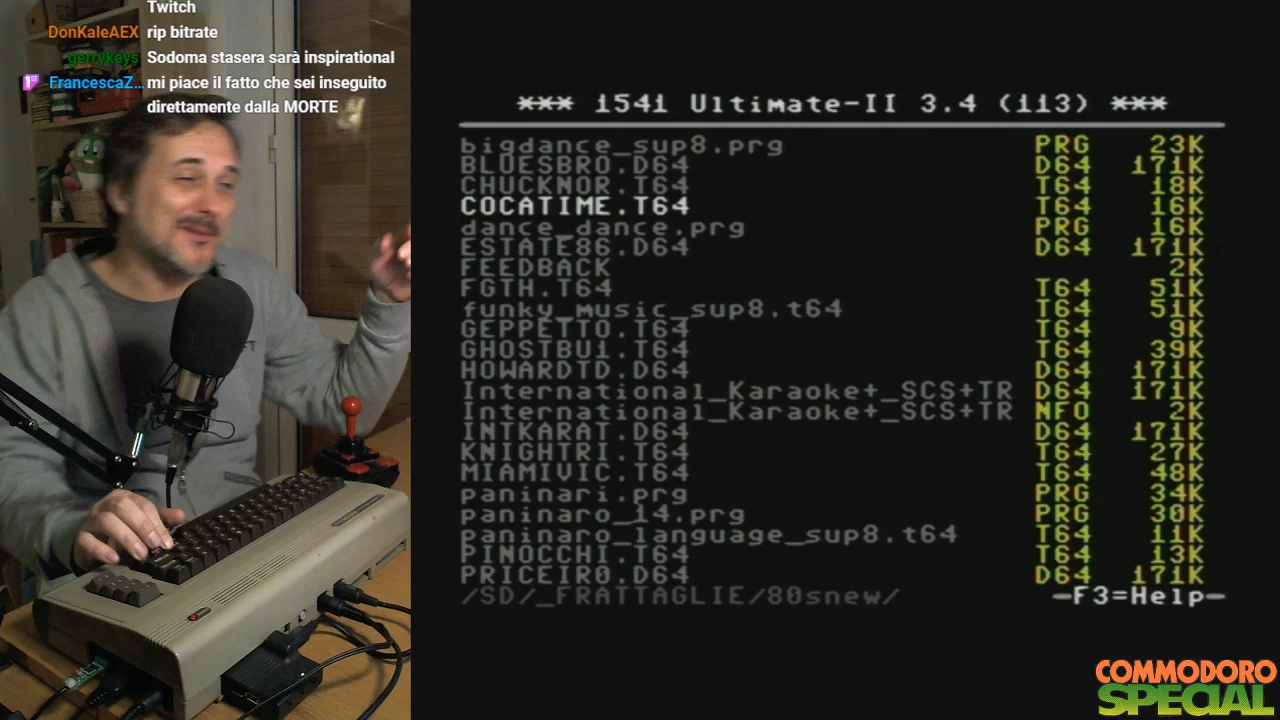 Twitch
DonKaleAEX rip bitrate
gerrykeys Sodoma stasera sarà inspirational
FrancescaZ... mi piace il fatto che sei inseguito
direttamente dalla MORTE
*** 1541 Ultimate-II 3.4 (113) ***
bigdance_sup8.prg PRG 23K
BLUESBRO.D64 D64 171K
CHUCKNOR.T64 T64 18K
COCATIME.T64 T64 16K
dance_dance.prg PRG 16K
ESTATE86.D64 D64 171K
FEEDBACK 2K
FGTH.T64 T64 51K
funky_music_sup8.t64 T64 51K
GEPPETTO.T64 T64 9K
GHOSTBU1.T64 T64 39K
HOWARDTD.D64 D64 171K
International_Karaoke+_SCS+TR D64 171K
International_Karaoke+_SCS+TR NFO 2K
INTKARAT.D64 D64 171K
KNIGHTRI.T64 T64 27K
MIAMIVIC.T64 T64 48K
paninari.prg PRG 34K
paninaro_14.prg PRG 30K
paninaro_language_sup8.t64 T64 11K
PINOCCHI.T64 T64 13K
PRICEIR0.D64 D64 171K
/SD/_FRATTAGLIE/80snew/ F3=Help
COMMODORO
SPECIAL